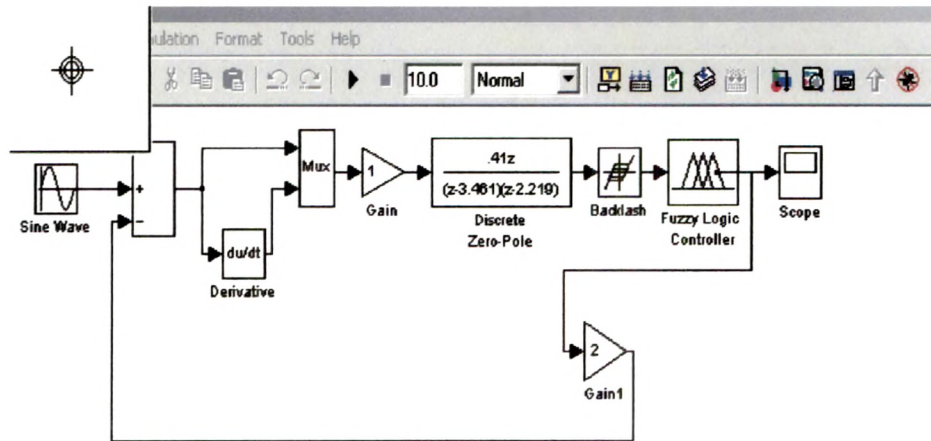 Format Tools Help
10.0 Normal
Sine Wave
+
−
du/dt
Derivative
Mux
1
Gain
.41z
(z-3.461)(z-2.219)
Discrete
Zero-Pole
Backlash
Fuzzy Logic
Controller
Scope
2
Gain1